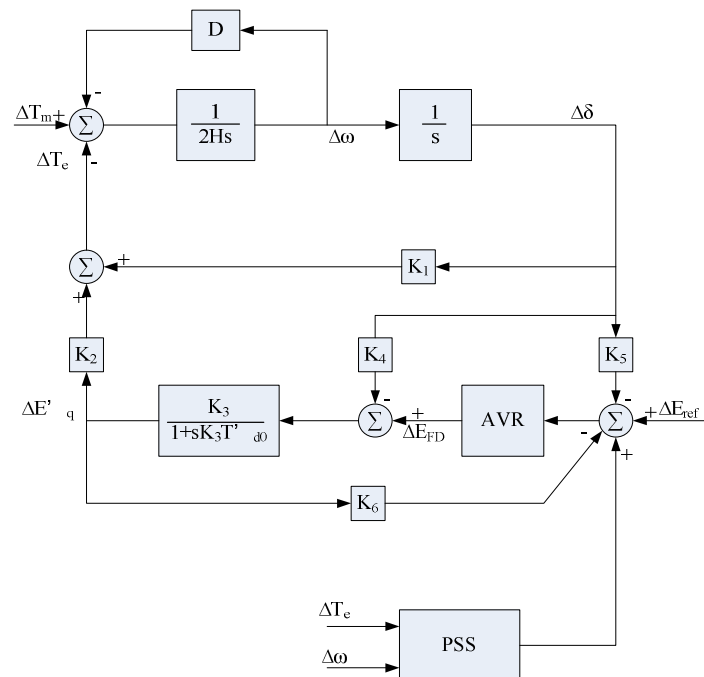 D
-
ΔTm+
Σ
1
2Hs
Δω
1
s
Δδ
ΔTe
-
Σ
+
K1
+
K2
K4
K5
ΔE' q
K3
1+sK3T' d0
-
Σ
+
ΔEFD
AVR
-
-
Σ
+ΔEref
+
K6
ΔTe
Δω
PSS